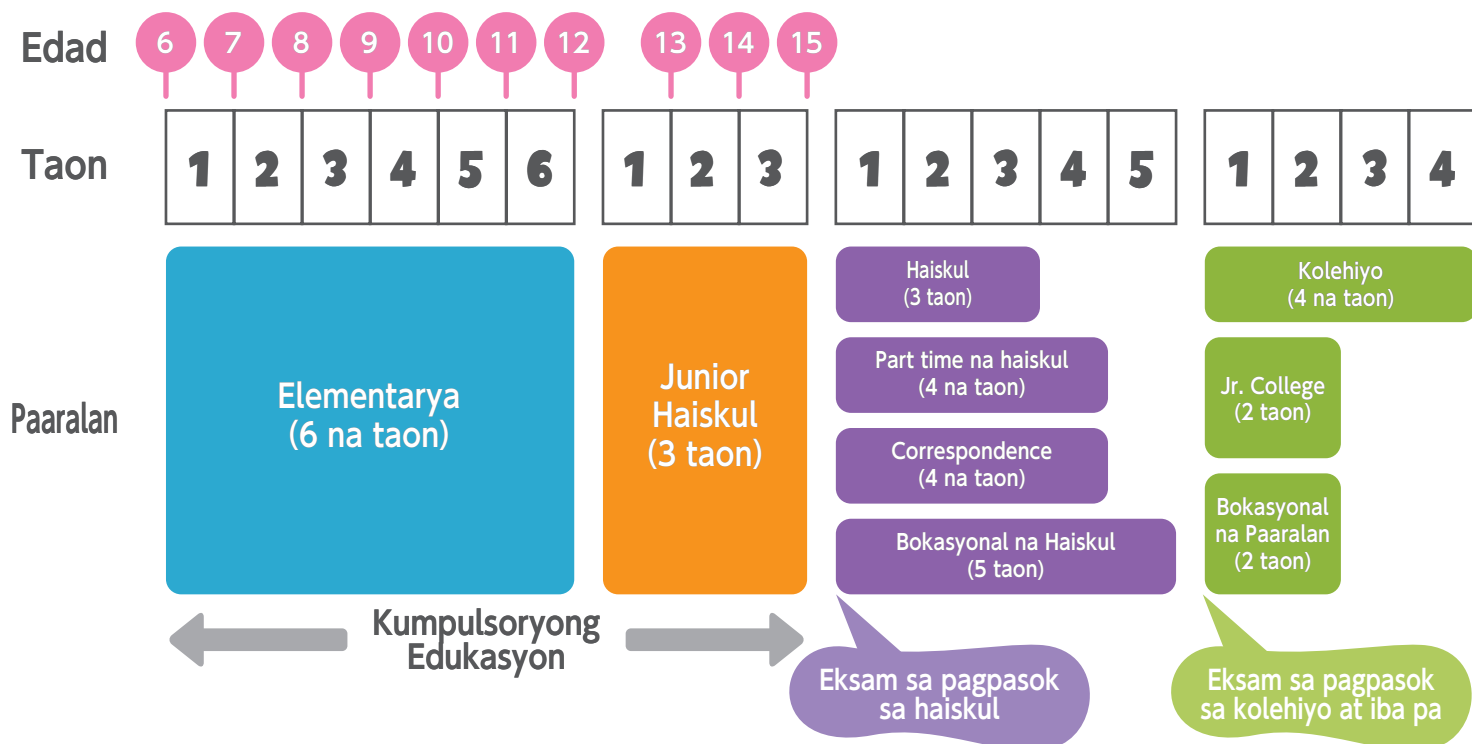 Edad
6 7 8 9 10 11 12 13 14 15
Taon
1 2 3 4 5 6 1 2 3 1 2 3 4 5 1 2 3 4
Paaralan
Elementarya
(6 na taon)
Junior
Haiskul
(3 taon)
Haiskul
(3 taon)
Part time na haiskul
(4 na taon)
Correspondence
(4 na taon)
Bokasyonal na Haiskul
(5 taon)
Kolehiyo
(4 na taon)
Jr. College
(2 taon)
Bokasyonal
na Paaralan
(2 taon)
Kumpulsoryong
Edukasyon
Eksam sa pagpasok
sa haiskul
Eksam sa pagpasok
sa kolehiyo at iba pa